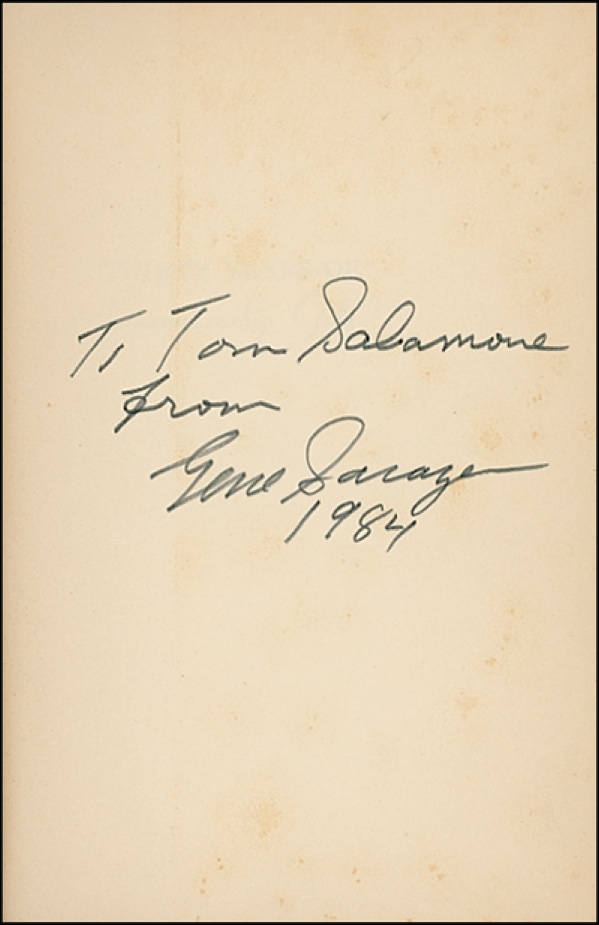 To Tom Salamone
from
Gene Sarazen
1984